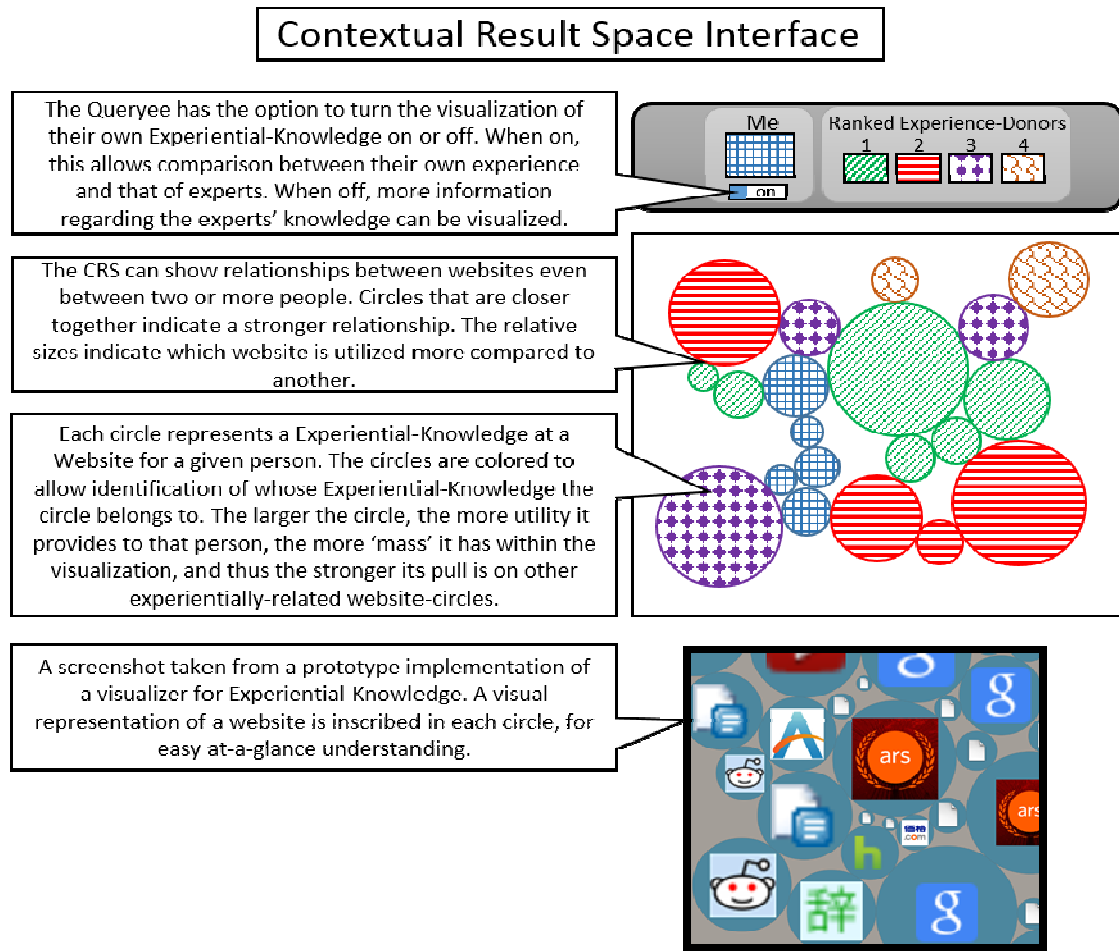 Contextual Result Space Interface
The Queryee has the option to turn the visualization of
their own Experiential-Knowledge on or off. When on,
this allows comparison between their own experience
and that of experts. When off, more information
regarding the experts' knowledge can be visualized.
Me
on
Ranked Experience-Donors
1 2 3 4
The CRS can show relationships between websites even
between two or more people. Circles that are closer
together indicate a stronger relationship. The relative
sizes indicate which website is utilized more compared to
another.
Each circle represents a Experiential-Knowledge at a
Website for a given person. The circles are colored to
allow identification of whose Experiential-Knowledge the
circle belongs to. The larger the circle, the more utility it
provides to that person, the more 'mass' it has within the
visualization, and thus the stronger its pull is on other
experientially-related website-circles.
A screenshot taken from a prototype implementation of
a visualizer for Experiential Knowledge. A visual
representation of a website is inscribed in each circle, for
easy at-a-glance understanding.
g
g
ars
ars
.com
h
辞
g